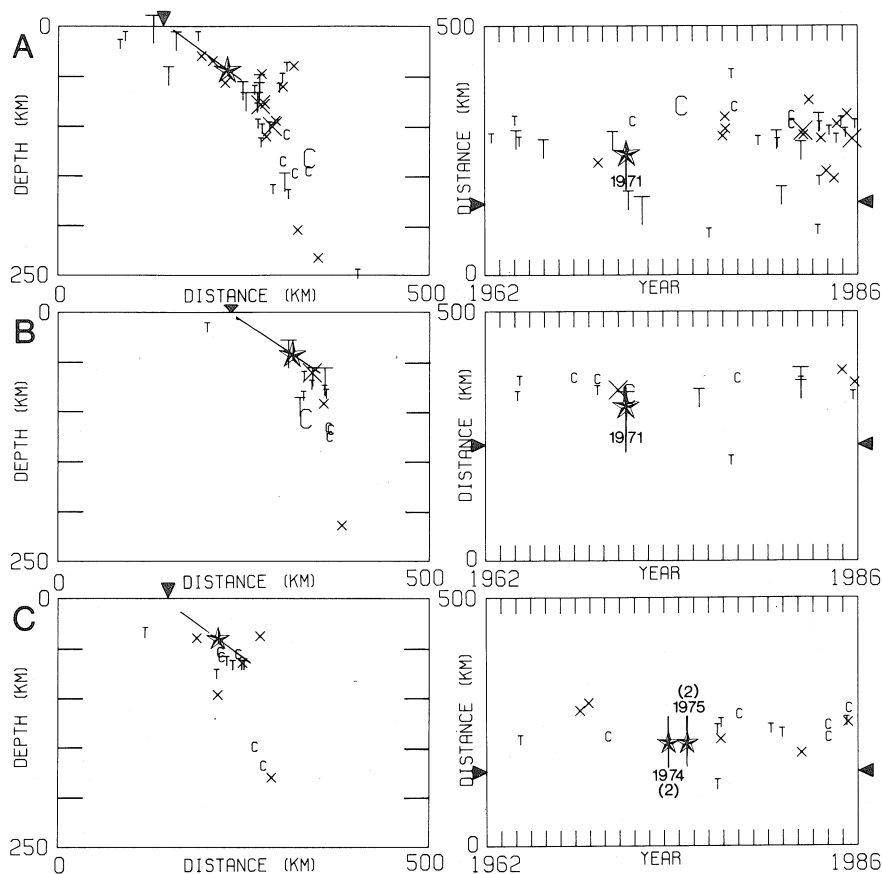 A
0
DEPTH (KM)
250
0
DISTANCE (KM)
500
500
DISTANCE (KM)
0
1971
1962
YEAR
1986
B
0
DEPTH (KM)
250
0
DISTANCE (KM)
500
500
DISTANCE (KM)
0
1971
1962
YEAR
1986
C
0
DEPTH (KM)
250
0
DISTANCE (KM)
500
500
DISTANCE (KM)
0
(2)
1975
1974
(2)
1962
YEAR
1986